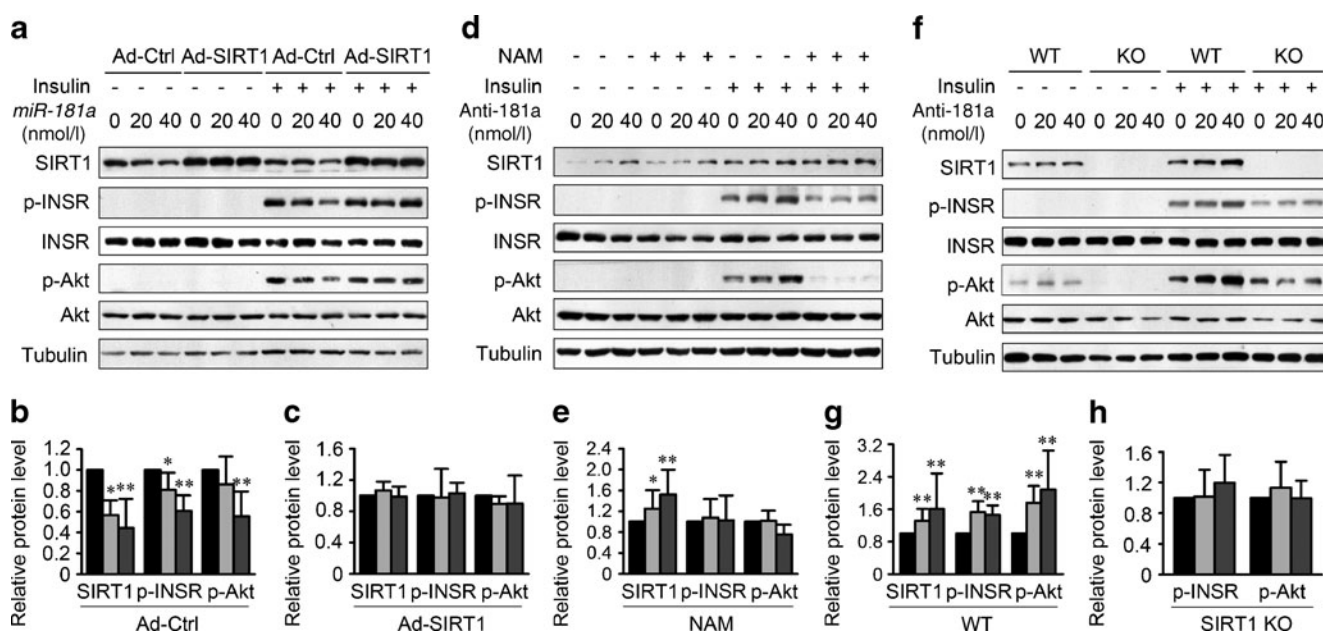 a
Ad-Ctrl Ad-SIRT1 Ad-Ctrl Ad-SIRT1
Insulin - - - - - - + + + + + +
miR-181a (nmol/l) 0 20 40 0 20 40 0 20 40 0 20 40
SIRT1
p-INSR
INSR
p-Akt
Akt
Tubulin
d
NAM - - - + + + - - - + + +
Insulin - - - - - - + + + + + +
Anti-181a (nmol/l) 0 20 40 0 20 40 0 20 40 0 20 40
SIRT1
p-INSR
INSR
p-Akt
Akt
Tubulin
f
WT KO WT KO
Insulin - - - - - - + + + + + +
Anti-181a (nmol/l) 0 20 40 0 20 40 0 20 40 0 20 40
SIRT1
p-INSR
INSR
p-Akt
Akt
Tubulin
b
Relative protein level
1.2
1.0
0.8
0.6
0.4
0.2
0
* ** * ** **
SIRT1 p-INSR p-Akt
Ad-Ctrl
c
Relative protein level
1.6
1.2
1.0
0.8
0.4
0
SIRT1 p-INSR p-Akt
Ad-SIRT1
e
Relative protein level
2.4
1.8
1.2
0.6
0
* **
SIRT1 p-INSR p-Akt
NAM
g
Relative protein level
3.2
2.4
1.6
0.8
0
** ** ** ** ** **
SIRT1 p-INSR p-Akt
WT
h
Relative protein level
1.6
1.2
1.0
0.8
0.4
0
p-INSR p-Akt
SIRT1 KO